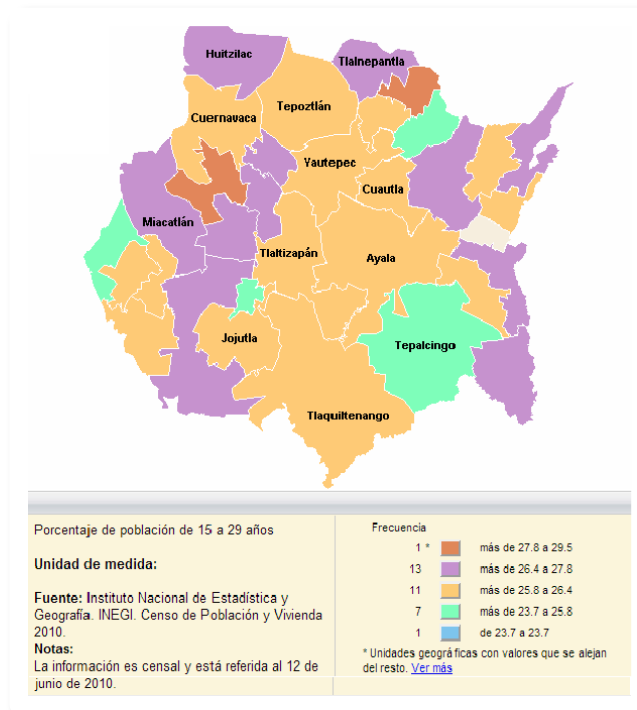 Huitzilac
Tlalnepantla
Tepoztlán
Cuernavaca
Yautepec
Cuautla
Miacatlán
Tlaltizapán
Ayala
Jojutla
Tepalcingo
Tlaquiltenango
Porcentaje de población de 15 a 29 años
Unidad de medida:
Fuente: Instituto Nacional de Estadística y
Geografía. INEGI. Censo de Población y Vivienda
2010.
Notas:
La información es censal y está referida al 12 de
junio de 2010.
Frecuencia
1 * más de 27.8 a 29.5
13 más de 26.4 a 27.8
11 más de 25.8 a 26.4
7 más de 23.7 a 25.8
1 de 23.7 a 23.7
* Unidades geográficas con valores que se alejan
del resto. Ver más